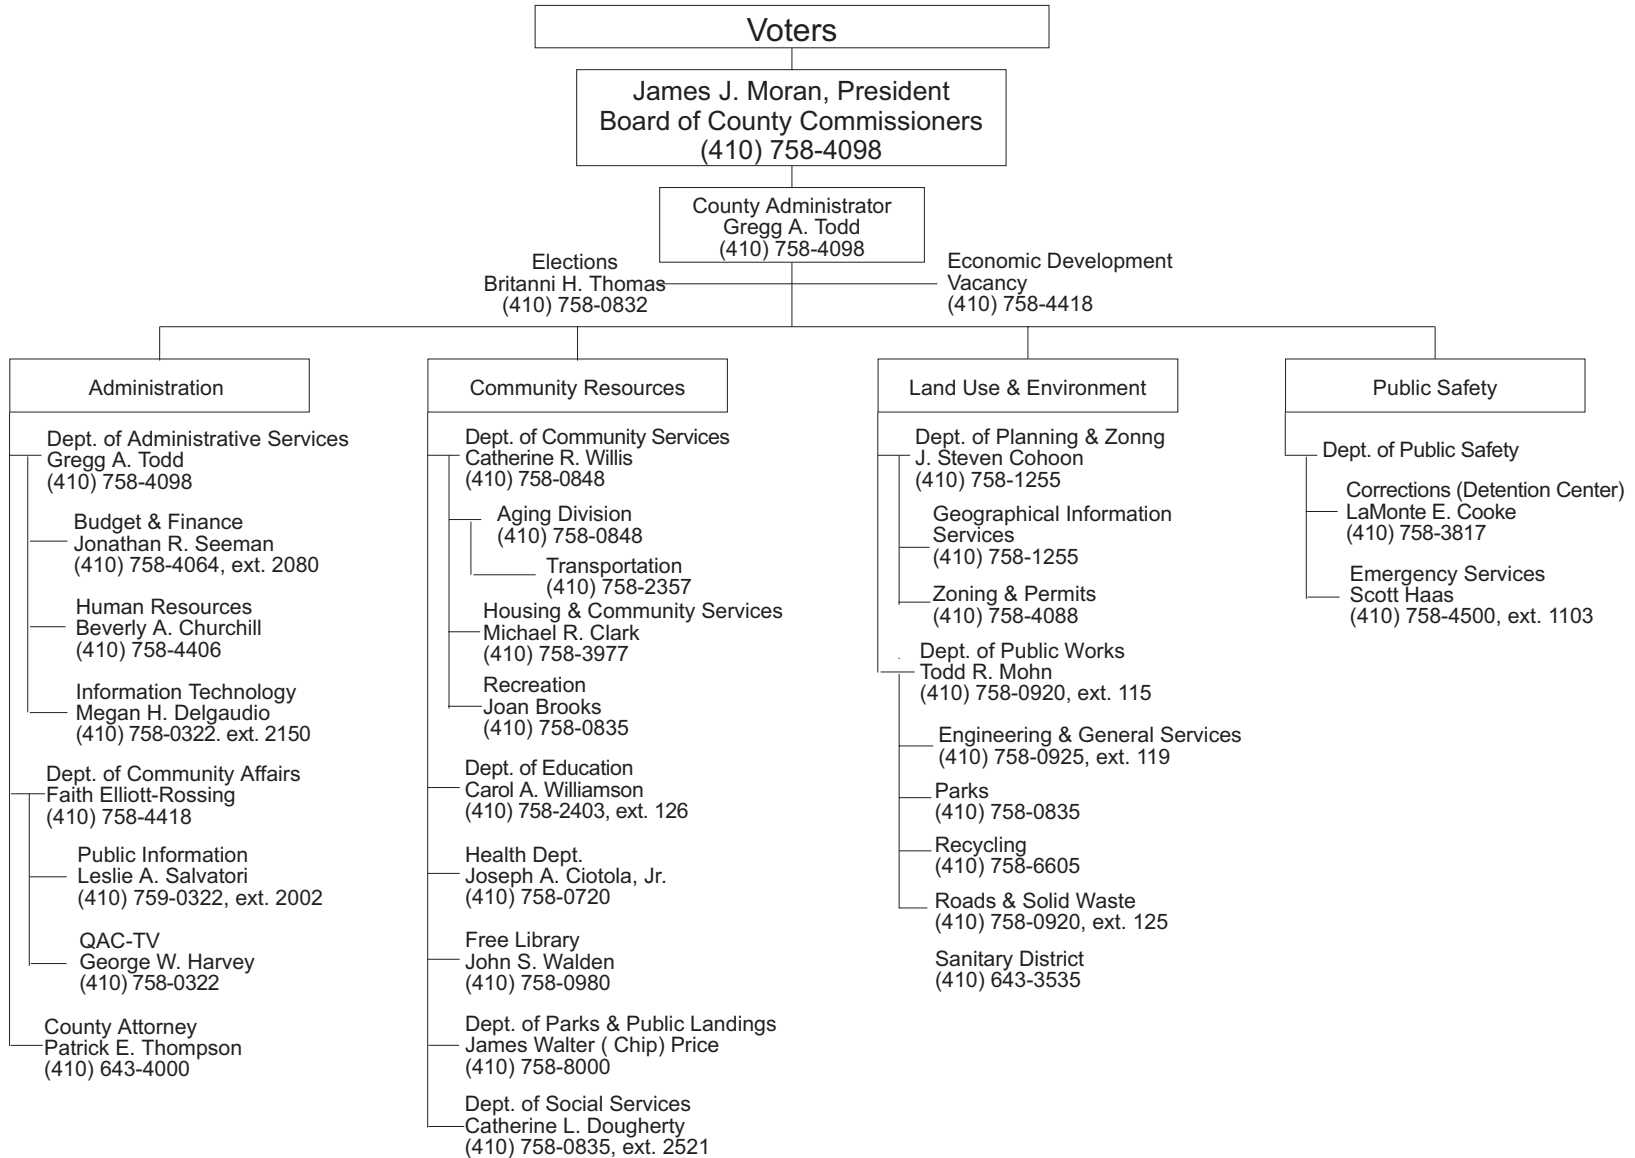 Voters
James J. Moran, President
Board of County Commissioners
(410) 758-4098
County Administrator
Gregg A. Todd
(410) 758-4098
Elections
Britanni H. Thomas
(410) 758-0832
Economic Development
Vacancy
(410) 758-4418
Administration
Dept. of Administrative Services
Gregg A. Todd
(410) 758-4098
Budget & Finance
Jonathan R. Seeman
(410) 758-4064, ext. 2080
Human Resources
Beverly A. Churchill
(410) 758-4406
Information Technology
Megan H. Delgaudio
(410) 758-0322. ext. 2150
Dept. of Community Affairs
Faith Elliott-Rossing
(410) 758-4418
Public Information
Leslie A. Salvatori
(410) 759-0322, ext. 2002
QAC-TV
George W. Harvey
(410) 758-0322
County Attorney
Patrick E. Thompson
(410) 643-4000
Community Resources
Dept. of Community Services
Catherine R. Willis
(410) 758-0848
Aging Division
(410) 758-0848
Transportation
(410) 758-2357
Housing & Community Services
Michael R. Clark
(410) 758-3977
Recreation
Joan Brooks
(410) 758-0835
Dept. of Education
Carol A. Williamson
(410) 758-2403, ext. 126
Health Dept.
Joseph A. Ciotola, Jr.
(410) 758-0720
Free Library
John S. Walden
(410) 758-0980
Dept. of Parks & Public Landings
James Walter ( Chip) Price
(410) 758-8000
Dept. of Social Services
Catherine L. Dougherty
(410) 758-0835, ext. 2521
Land Use & Environment
Dept. of Planning & Zonng
J. Steven Cohoon
(410) 758-1255
Geographical Information
Services
(410) 758-1255
Zoning & Permits
(410) 758-4088
Dept. of Public Works
Todd R. Mohn
(410) 758-0920, ext. 115
Engineering & General Services
(410) 758-0925, ext. 119
Parks
(410) 758-0835
Recycling
(410) 758-6605
Roads & Solid Waste
(410) 758-0920, ext. 125
Sanitary District
(410) 643-3535
Public Safety
Dept. of Public Safety
Corrections (Detention Center)
LaMonte E. Cooke
(410) 758-3817
Emergency Services
Scott Haas
(410) 758-4500, ext. 1103